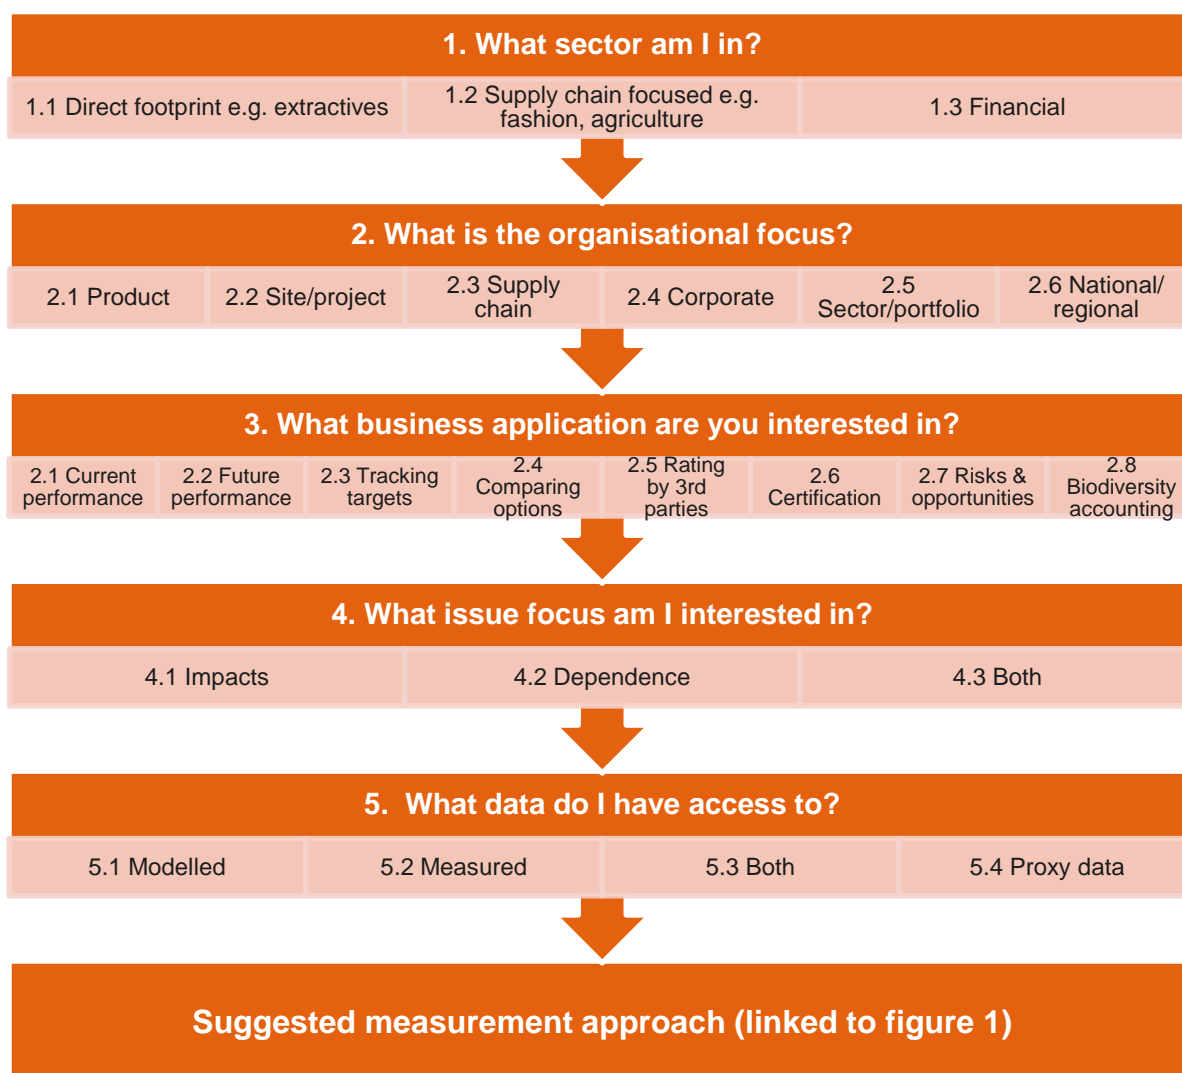 1. What sector am I in?
1.1 Direct footprint e.g. extractives
1.2 Supply chain focused e.g.
fashion, agriculture
1.3 Financial
2. What is the organisational focus?
2.1 Product
2.2 Site/project
2.3 Supply
chain
2.4 Corporate
2.5
Sector/portfolio
2.6 National/
regional
3. What business application are you interested in?
2.1 Current
performance
2.2 Future
performance
2.3 Tracking
targets
2.4
Comparing
options
2.5 Rating
by 3rd
parties
2.6
Certification
2.7 Risks &
opportunities
2.8
Biodiversity
accounting
4. What issue focus am I interested in?
4.1 Impacts
4.2 Dependence
4.3 Both
5. What data do I have access to?
5.1 Modelled
5.2 Measured
5.3 Both
5.4 Proxy data
Suggested measurement approach (linked to figure 1)